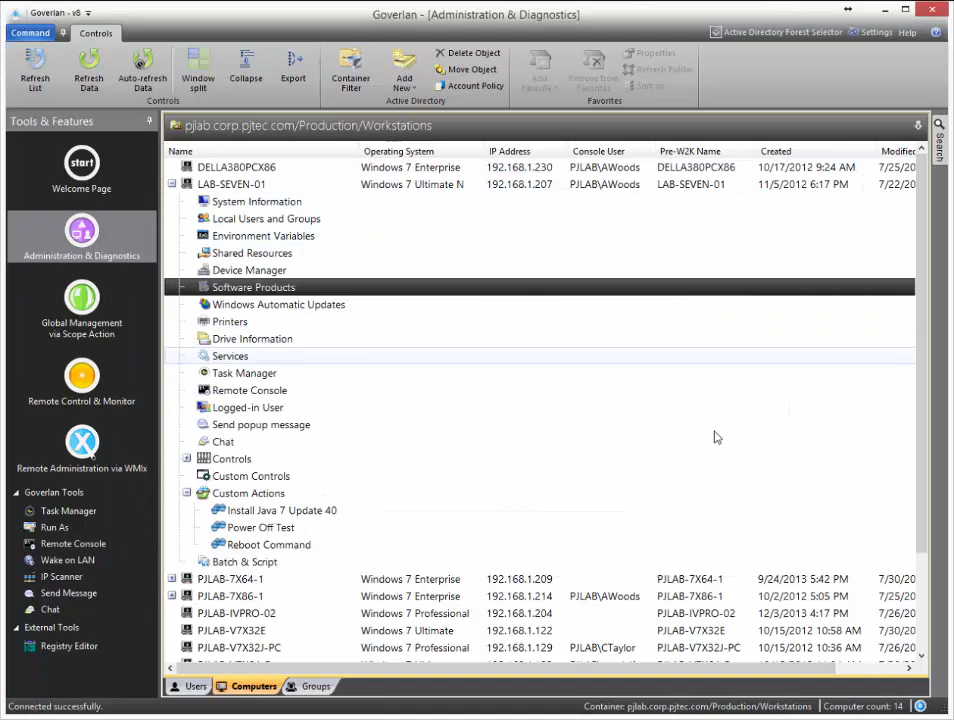 Goverlan - v8
Goverlan - [Administration & Diagnostics]
Command
Controls
Active Directory Forest Selector
Settings
Help
Refresh List
Refresh Data
Auto-refresh Data
Window split
Collapse
Export
Container Filter
Add New
Delete Object
Move Object
Account Policy
Add Favorite
Remove from Favorites
Properties
Refresh Folder
Sort by
Controls
Active Directory
Favorites
Tools & Features
start
Welcome Page
Administration & Diagnostics
Global Management
via Scope Action
Remote Control & Monitor
Remote Administration via WMIx
Goverlan Tools
Task Manager
Run As
Remote Console
Wake on LAN
IP Scanner
Send Message
Chat
External Tools
Registry Editor
pjlab.corp.pjtec.com/Production/Workstations
Search
Name Operating System IP Address Console User Pre-W2K Name Created Modified
DELLA380PCX86 Windows 7 Enterprise 192.168.1.230 PJLAB\AWoods DELLA380PCX86 10/17/2012 9:24 AM 7/25/20
LAB-SEVEN-01 Windows 7 Ultimate N 192.168.1.207 PJLAB\AWoods LAB-SEVEN-01 11/5/2012 6:17 PM 7/22/20
System Information
Local Users and Groups
Environment Variables
Shared Resources
Device Manager
Software Products
Windows Automatic Updates
Printers
Drive Information
Services
Task Manager
Remote Console
Logged-in User
Send popup message
Chat
Controls
Custom Controls
Custom Actions
Install Java 7 Update 40
Power Off Test
Reboot Command
Batch & Script
PJLAB-7X64-1 Windows 7 Enterprise 192.168.1.209 PJLAB-7X64-1 9/24/2013 5:42 PM 7/30/20
PJLAB-7X86-1 Windows 7 Enterprise 192.168.1.214 PJLAB\AWoods PJLAB-7X86-1 10/2/2012 5:05 PM 7/25/20
PJLAB-IVPRO-02 Windows 7 Professional 192.168.1.204 PJLAB-IVPRO-02 12/3/2013 4:17 PM 7/26/20
PJLAB-V7X32E Windows 7 Ultimate 192.168.1.122 PJLAB-V7X32E 10/15/2012 10:58 AM 7/30/20
PJLAB-V7X32J-PC Windows 7 Professional 192.168.1.129 PJLAB\CTaylor PJLAB-V7X32J-PC 10/15/2012 10:36 AM 7/26/20
Users
Computers
Groups
Connected successfully.
Container: pjlab.corp.pjtec.com/Production/Workstations
Computer count: 14